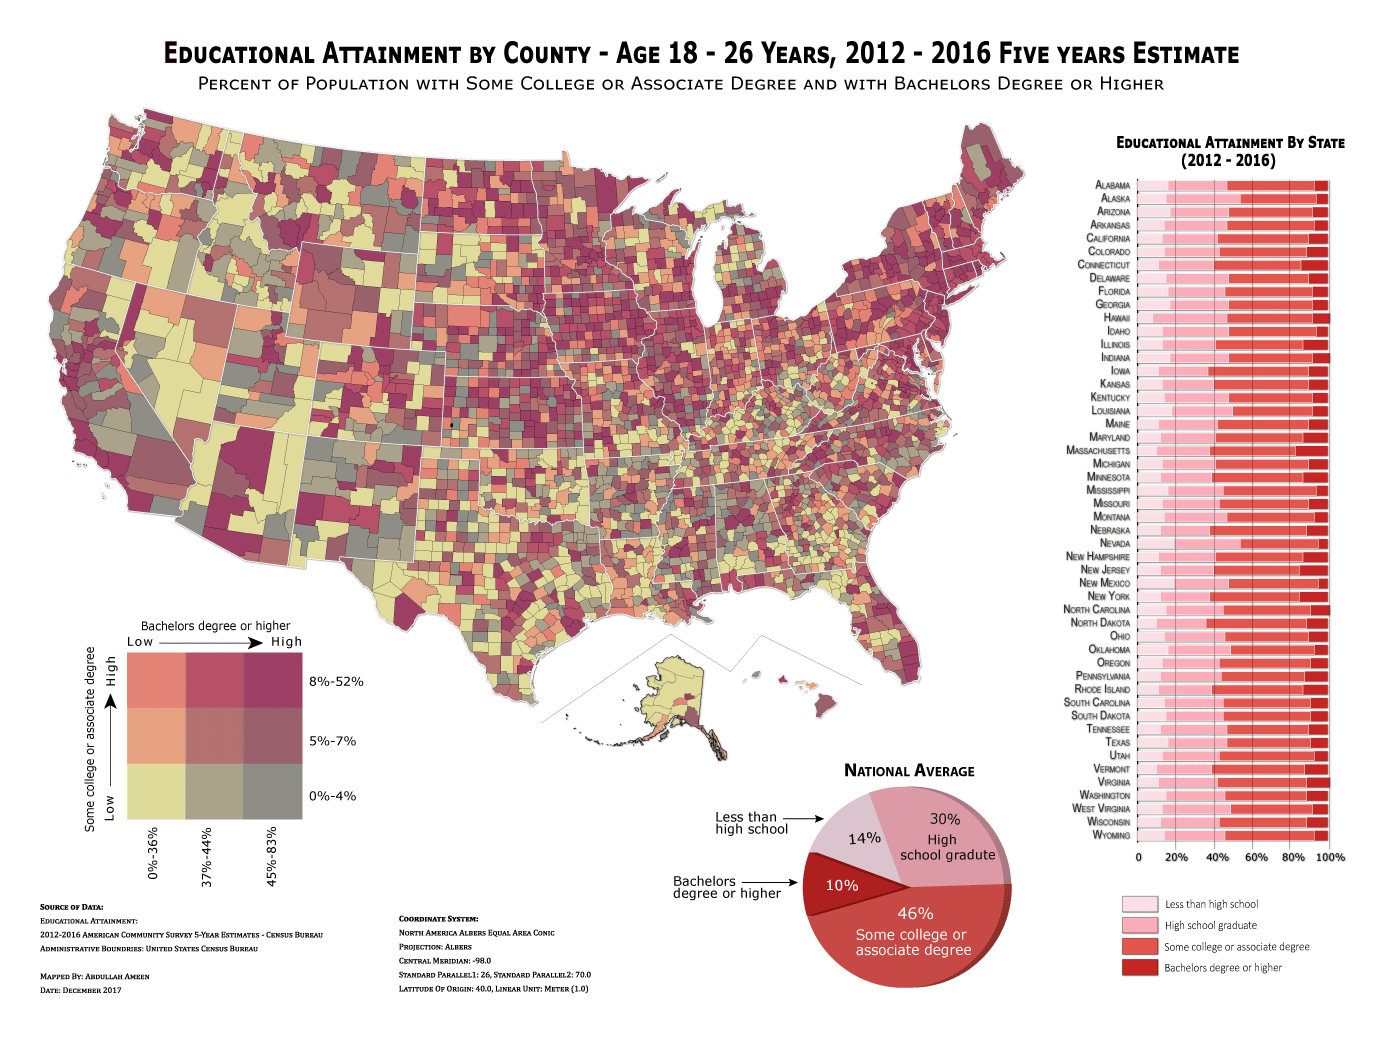 Educational Attainment by County - Age 18 - 26 Years, 2012 - 2016 Five years Estimate
Percent of Population with Some College or Associate Degree and with Bachelors Degree or Higher
Educational Attainment By State
(2012 - 2016)
Alabama
Alaska
Arizona
Arkansas
California
Colorado
Connecticut
Delaware
Florida
Georgia
Hawaii
Idaho
Illinois
Indiana
Iowa
Kansas
Kentucky
Louisiana
Maine
Maryland
Massachusetts
Michigan
Minnesota
Mississippi
Missouri
Montana
Nebraska
Nevada
New Hampshire
New Jersey
New Mexico
New York
North Carolina
North Dakota
Ohio
Oklahoma
Oregon
Pennsylvania
Rhode Island
South Carolina
South Dakota
Tennessee
Texas
Utah
Vermont
Virginia
Washington
West Virginia
Wisconsin
Wyoming
0 20% 40% 60% 80% 100%
Less than high school
High school graduate
Some college or associate degree
Bachelors degree or higher
Bachelors degree or higher
Low High
Some college or associate degree
Low High
8%-52%
5%-7%
0%-4%
0%-36%
37%-44%
45%-83%
National Average
Less than
high school
14%
30%
High
school gradute
Bachelors
degree or higher
10%
46%
Some college or
associate degree
Source of Data:
Educational Attainment:
2012-2016 American Community Survey 5-Year Estimates - Census Bureau
Administrative Boundries: United States Census Bureau
Mapped By: Abdullah Ameen
Date: December 2017
Coordinate System:
North America Albers Equal Area Conic
Projection: Albers
Central Meridian: -98.0
Standard Parallel1: 26, Standard Parallel2: 70.0
Latitude Of Origin: 40.0, Linear Unit: Meter (1.0)